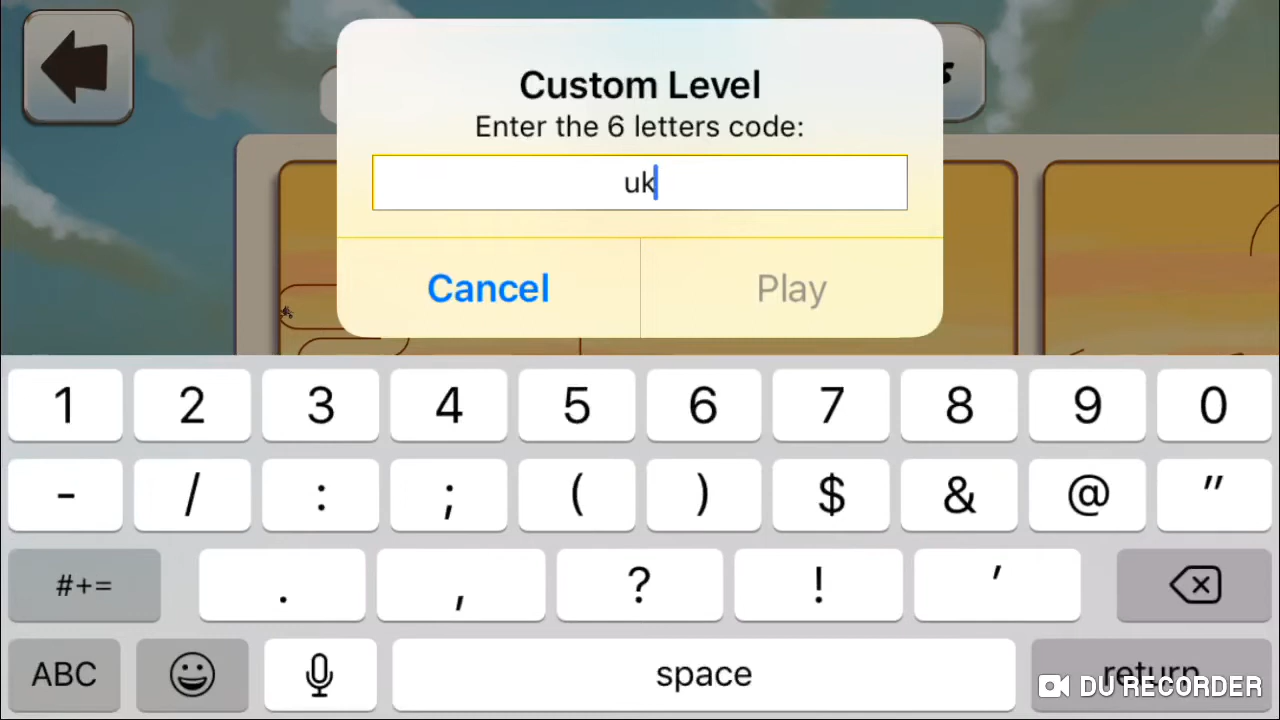 s
Custom Level
Enter the 6 letters code:
uk
Cancel Play
1 2 3 4 5 6 7 8 9 0
- / : ; ( ) $ & @ "
#+= . , ? ! '
ABC space return
DU RECORDER